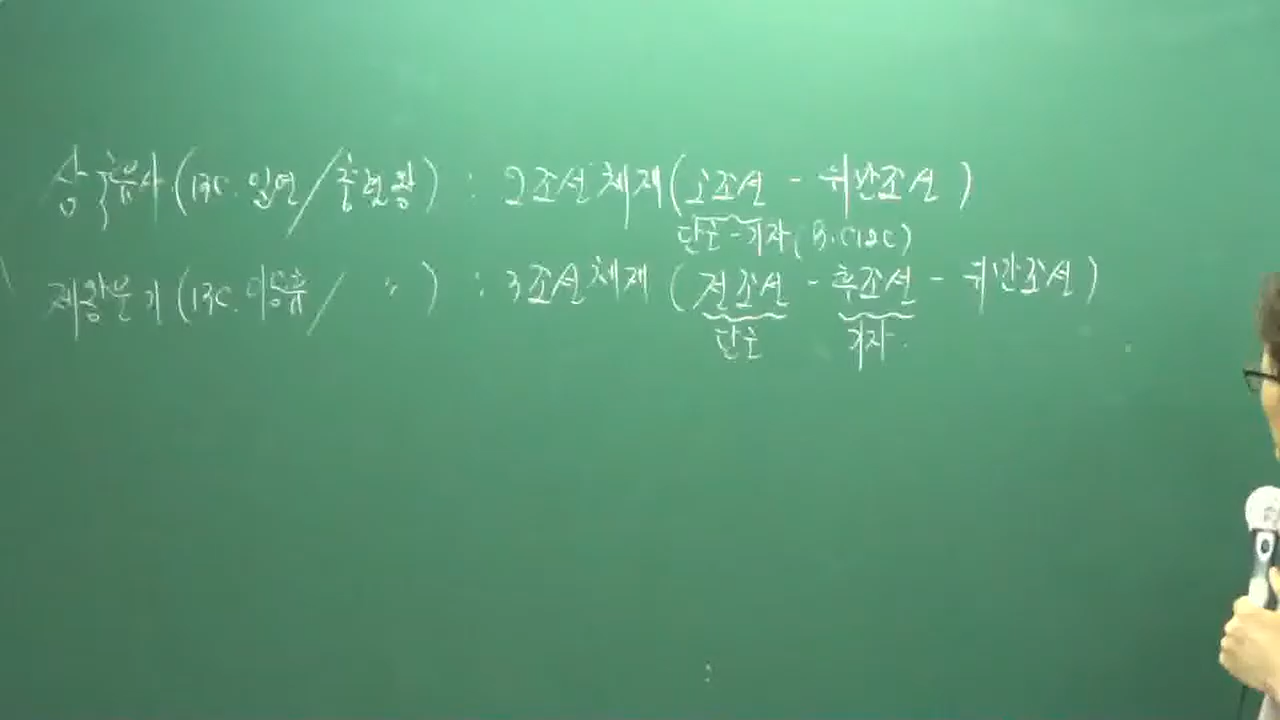 삼국유사 (13C. 일연 / 충렬왕) : 2조선체제 (고조선 - 위만조선)
단군-기자 (B.C12C)
제왕운기 (13C. 이승휴 / 〃) : 3조선체제 (전조선 - 후조선 - 위만조선)
단군 기자